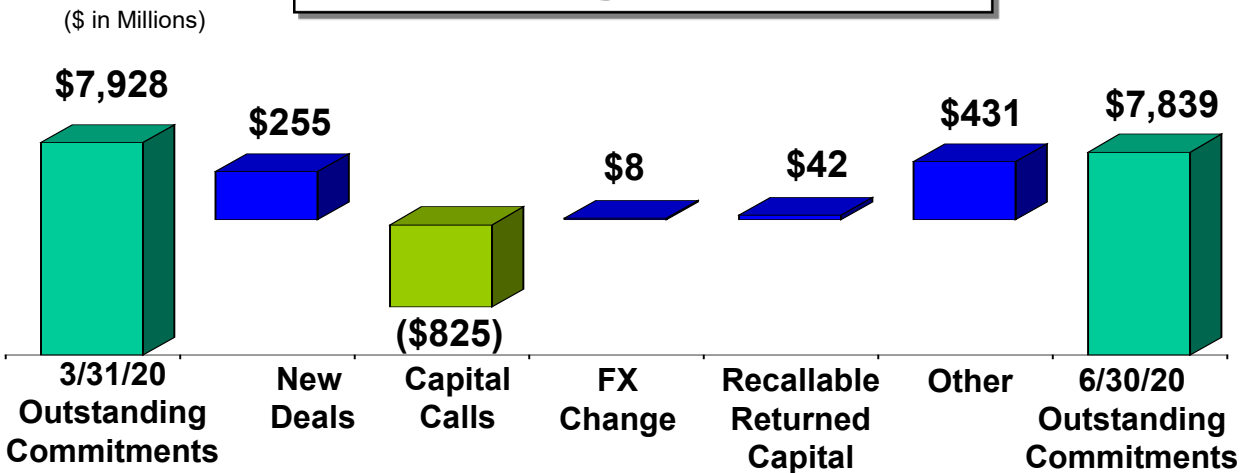 ($ in Millions)
$7,928
$255
($825)
$8
$42
$431
$7,839
3/31/20
Outstanding
Commitments
New
Deals
Capital
Calls
FX
Change
Recallable
Returned
Capital
Other
6/30/20
Outstanding
Commitments